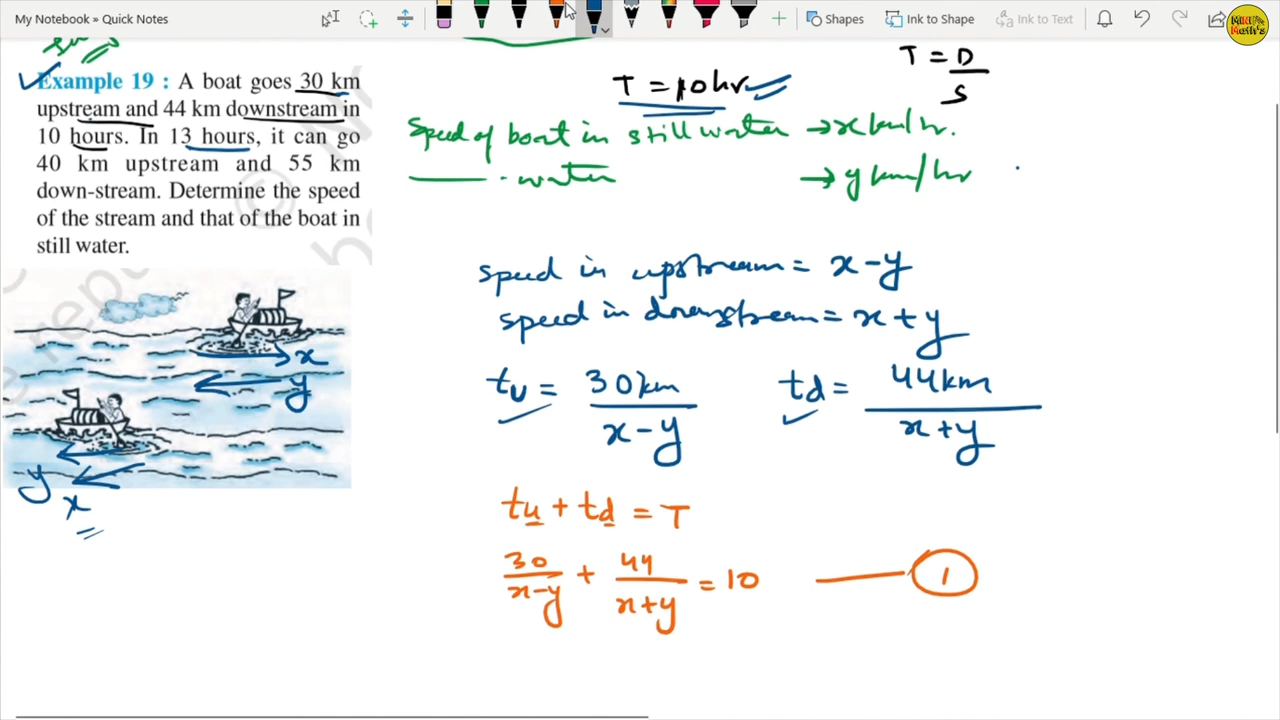 My Notebook » Quick Notes
Shapes
Ink to Shape
Ink to Text
MINI Math's
Example 19 : A boat goes 30 km
upstream and 44 km downstream in
10 hours. In 13 hours, it can go
40 km upstream and 55 km
down-stream. Determine the speed
of the stream and that of the boat in
still water.
T = 10 hr
T = D/S
Speed of boat in still water → x km/hr.
—— water → y km/hr
speed in upstream = x-y
speed in downstream = x+y
tu = 30km/(x-y) td = 44km/(x+y)
x
y
y
x
tu + td = T
30/(x-y) + 44/(x+y) = 10 —— 1